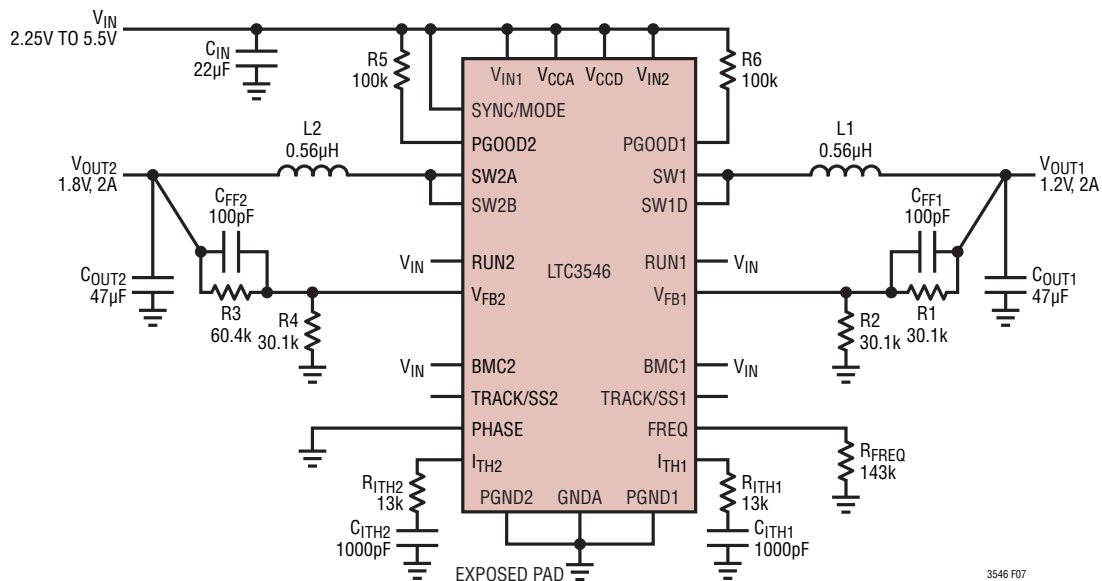 VIN
2.25V TO 5.5V
CIN
22µF
R5
100k
VIN1 VCCA VCCD VIN2
R6
100k
SYNC/MODE
PGOOD2
PGOOD1
L2
0.56µH
L1
0.56µH
VOUT2
1.8V, 2A
SW2A
SW1
VOUT1
1.2V, 2A
SW2B
SW1D
CFF2
100pF
CFF1
100pF
VIN
RUN2
LTC3546
RUN1
VIN
COUT2
47µF
VFB2
VFB1
COUT1
47µF
R3
60.4k
R4
30.1k
R2
30.1k
R1
30.1k
VIN
BMC2
BMC1
VIN
TRACK/SS2
TRACK/SS1
PHASE
FREQ
RFREQ
143k
ITH2
ITH1
RITH2
13k
RITH1
13k
PGND2 GNDA PGND1
CITH2
1000pF
CITH1
1000pF
EXPOSED PAD
3546 F07